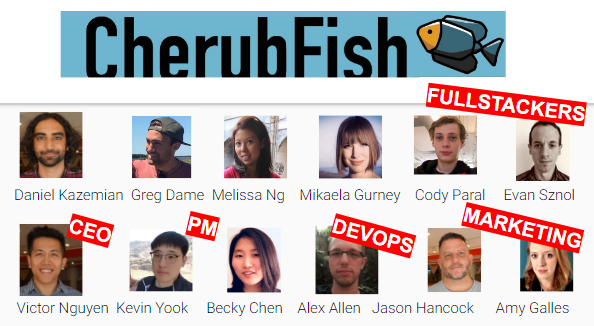 CherubFish
FULLSTACKERS
Daniel Kazemian Greg Dame Melissa Ng Mikaela Gurney Cody Paral Evan Sznol
CEO PM DEVOPS MARKETING
Victor Nguyen Kevin Yook Becky Chen Alex Allen Jason Hancock Amy Galles